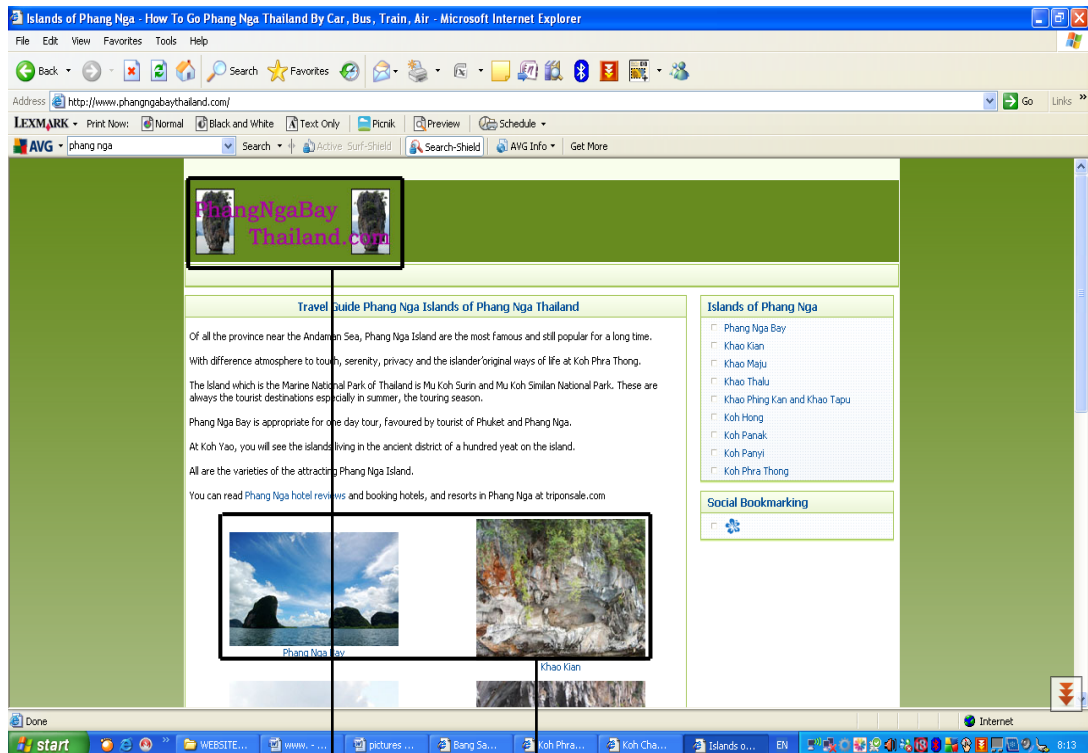 Islands of Phang Nga - How To Go Phang Nga Thailand By Car, Bus, Train, Air - Microsoft Internet Explorer
File Edit View Favorites Tools Help
Back Search Favorites
Address http://www.phangngabaythailand.com/ Go Links »
LEXMARK Print Now: Normal Black and White Text Only Picnik Preview Schedule
AVG phang nga Search Active Surf-Shield Search-Shield AVG Info Get More
PhangNgaBay
Thailand.com
Travel Guide Phang Nga Islands of Phang Nga Thailand
Of all the province near the Andaman Sea, Phang Nga Island are the most famous and still popular for a long time.
With difference atmosphere to touch, serenity, privacy and the islander'original ways of life at Koh Phra Thong.
The Island which is the Marine National Park of Thailand is Mu Koh Surin and Mu Koh Similan National Park. These are
always the tourist destinations especially in summer, the touring season.
Phang Nga Bay is appropriate for one day tour, favoured by tourist of Phuket and Phang Nga.
At Koh Yao, you will see the islands living in the ancient district of a hundred yeat on the island.
All are the varieties of the attracting Phang Nga Island.
You can read Phang Nga hotel reviews and booking hotels, and resorts in Phang Nga at triponsale.com
Phang Nga Bay
Khao Kian
Islands of Phang Nga
Phang Nga Bay
Khao Kian
Khao Maju
Khao Thalu
Khao Phing Kan and Khao Tapu
Koh Hong
Koh Panak
Koh Panyi
Koh Phra Thong
Social Bookmarking
Done Internet
start » WEBSITE... www. - ... pictures ... Bang Sa... Koh Phra... Koh Cha... Islands o... EN 8:13